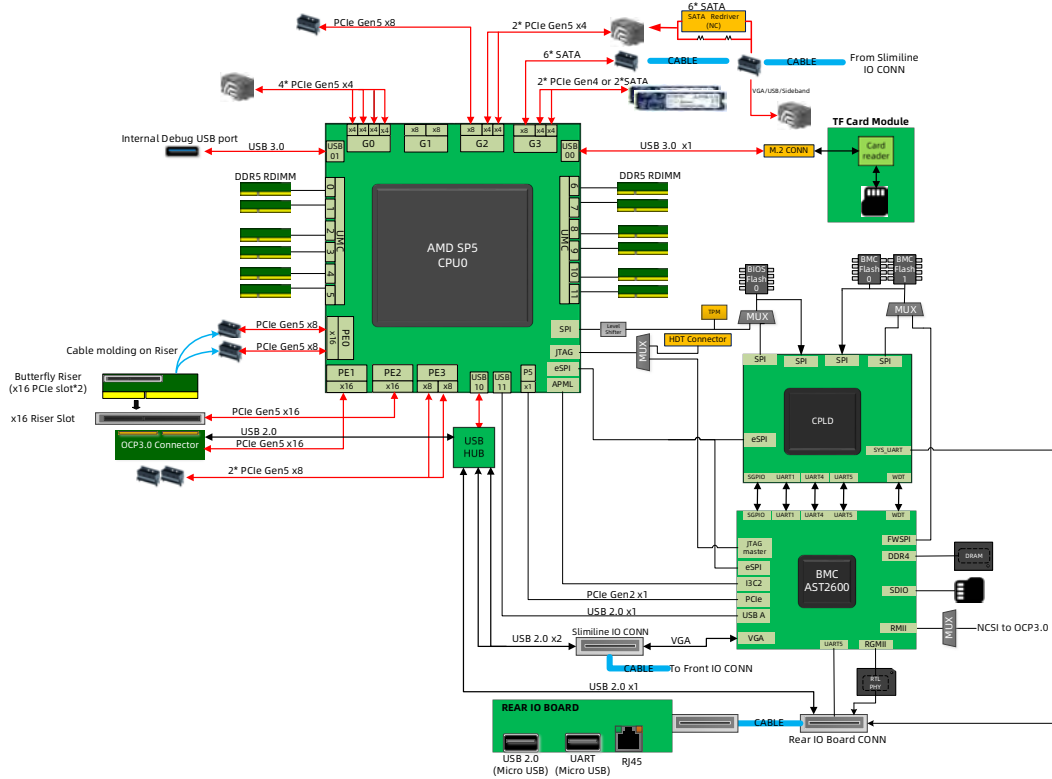 PCIe Gen5 x8
2* PCIe Gen5 x4
6* SATA
SATA Redriver
(NC)
6* SATA
CABLE
CABLE
From Slimiline
IO CONN
4* PCIe Gen5 x4
2* PCIe Gen4 or 2*SATA
VGA/USB/Sideband
TF Card Module
x4 x4 x4 x4
G0
x8 x8
G1
x8 x4 x4
G2
x8 x4 x4
G3
Internal Debug USB port
USB 3.0
USB
01
USB
00
USB 3.0 x1
M.2 CONN
Card
reader
DDR5 RDIMM
DDR5 RDIMM
0
1
2
3
4
5
UMC
6
7
8
9
10
11
UMC
AMD SP5
CPU0
BIOS
Flash
0
BMC
Flash
0
BMC
Flash
1
MUX
MUX
TPM
Level
Shifter
HDT Connector
MUX
SPI
JTAG
eSPI
APML
PCIe Gen5 x8
PCIe Gen5 x8
x16
PE0
Cable molding on Riser
Butterfly Riser
(x16 PCIe slot*2)
PE1
x16
PE2
x16
PE3
x8 x8
USB
10
USB
11
P5
x1
SPI
SPI
SPI
SPI
CPLD
eSPI
SYS_UART
SGPIO
UART1
UART4
UART5
WDT
x16 Riser Slot
PCIe Gen5 x16
USB 2.0
OCP3.0 Connector
PCIe Gen5 x16
USB
HUB
2* PCIe Gen5 x8
SGPIO
UART1
UART4
UART5
WDT
JTAG
master
eSPI
I3C2
PCIe
USB A
VGA
BMC
AST2600
FWSPI
DDR4
DRAM
SDIO
RMII
MUX
NCSI to OCP3.0
UART5
RGMII
PCIe Gen2 x1
USB 2.0 x1
Slimiline IO CONN
USB 2.0 x2
VGA
CABLE
To Front IO CONN
RTL
PHY
USB 2.0 x1
REAR IO BOARD
CABLE
USB 2.0
(Micro USB)
UART
(Micro USB)
RJ45
Rear IO Board CONN